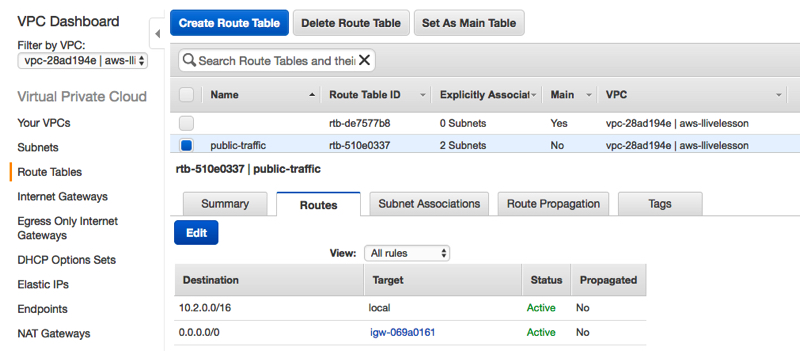 VPC Dashboard
Filter by VPC:
vpc-28ad194e | aws-lli
Virtual Private Cloud
Your VPCs
Subnets
Route Tables
Internet Gateways
Egress Only Internet
Gateways
DHCP Options Sets
Elastic IPs
Endpoints
NAT Gateways
Create Route Table Delete Route Table Set As Main Table
Search Route Tables and thei
Name Route Table ID Explicitly Associat Main VPC
rtb-de7577b8 0 Subnets Yes vpc-28ad194e | aws-llivelesson
public-traffic rtb-510e0337 2 Subnets No vpc-28ad194e | aws-llivelesson
rtb-510e0337 | public-traffic
Summary Routes Subnet Associations Route Propagation Tags
Edit
View: All rules
Destination Target Status Propagated
10.2.0.0/16 local Active No
0.0.0.0/0 igw-069a0161 Active No